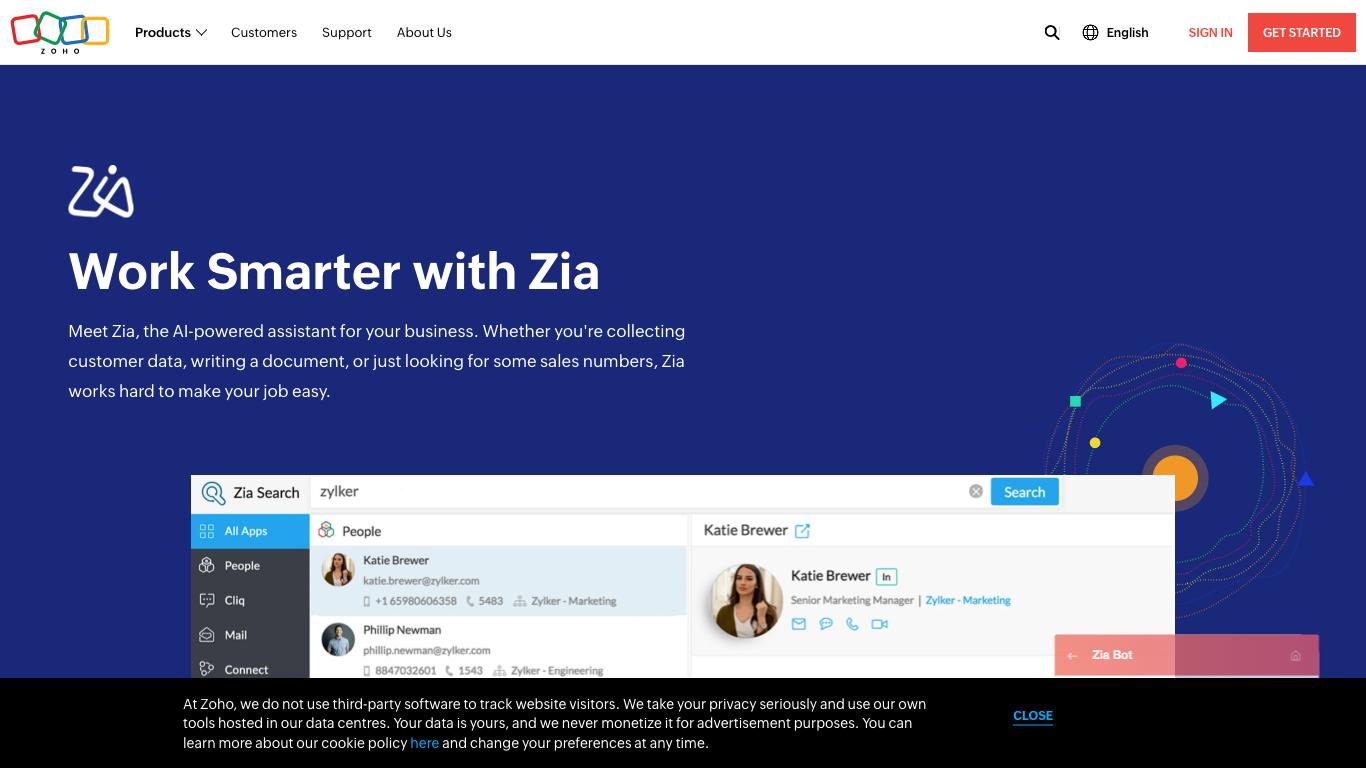 ZOHO
Products
Customers
Support
About Us
English
SIGN IN
GET STARTED
Zia
Work Smarter with Zia
Meet Zia, the AI-powered assistant for your business. Whether you're collecting
customer data, writing a document, or just looking for some sales numbers, Zia
works hard to make your job easy.
Zia Search
zylker
Search
All Apps
People
Cliq
Mail
Connect
People
Katie Brewer
katie.brewer@zylker.com
+1 65980606358 5483 Zylker - Marketing
Phillip Newman
phillip.newman@zylker.com
8847032601 1543 Zylker - Engineering
Katie Brewer
Katie Brewer In
Senior Marketing Manager | Zylker - Marketing
Zia Bot
At Zoho, we do not use third-party software to track website visitors. We take your privacy seriously and use our own
tools hosted in our data centres. Your data is yours, and we never monetize it for advertisement purposes. You can
learn more about our cookie policy here and change your preferences at any time.
CLOSE